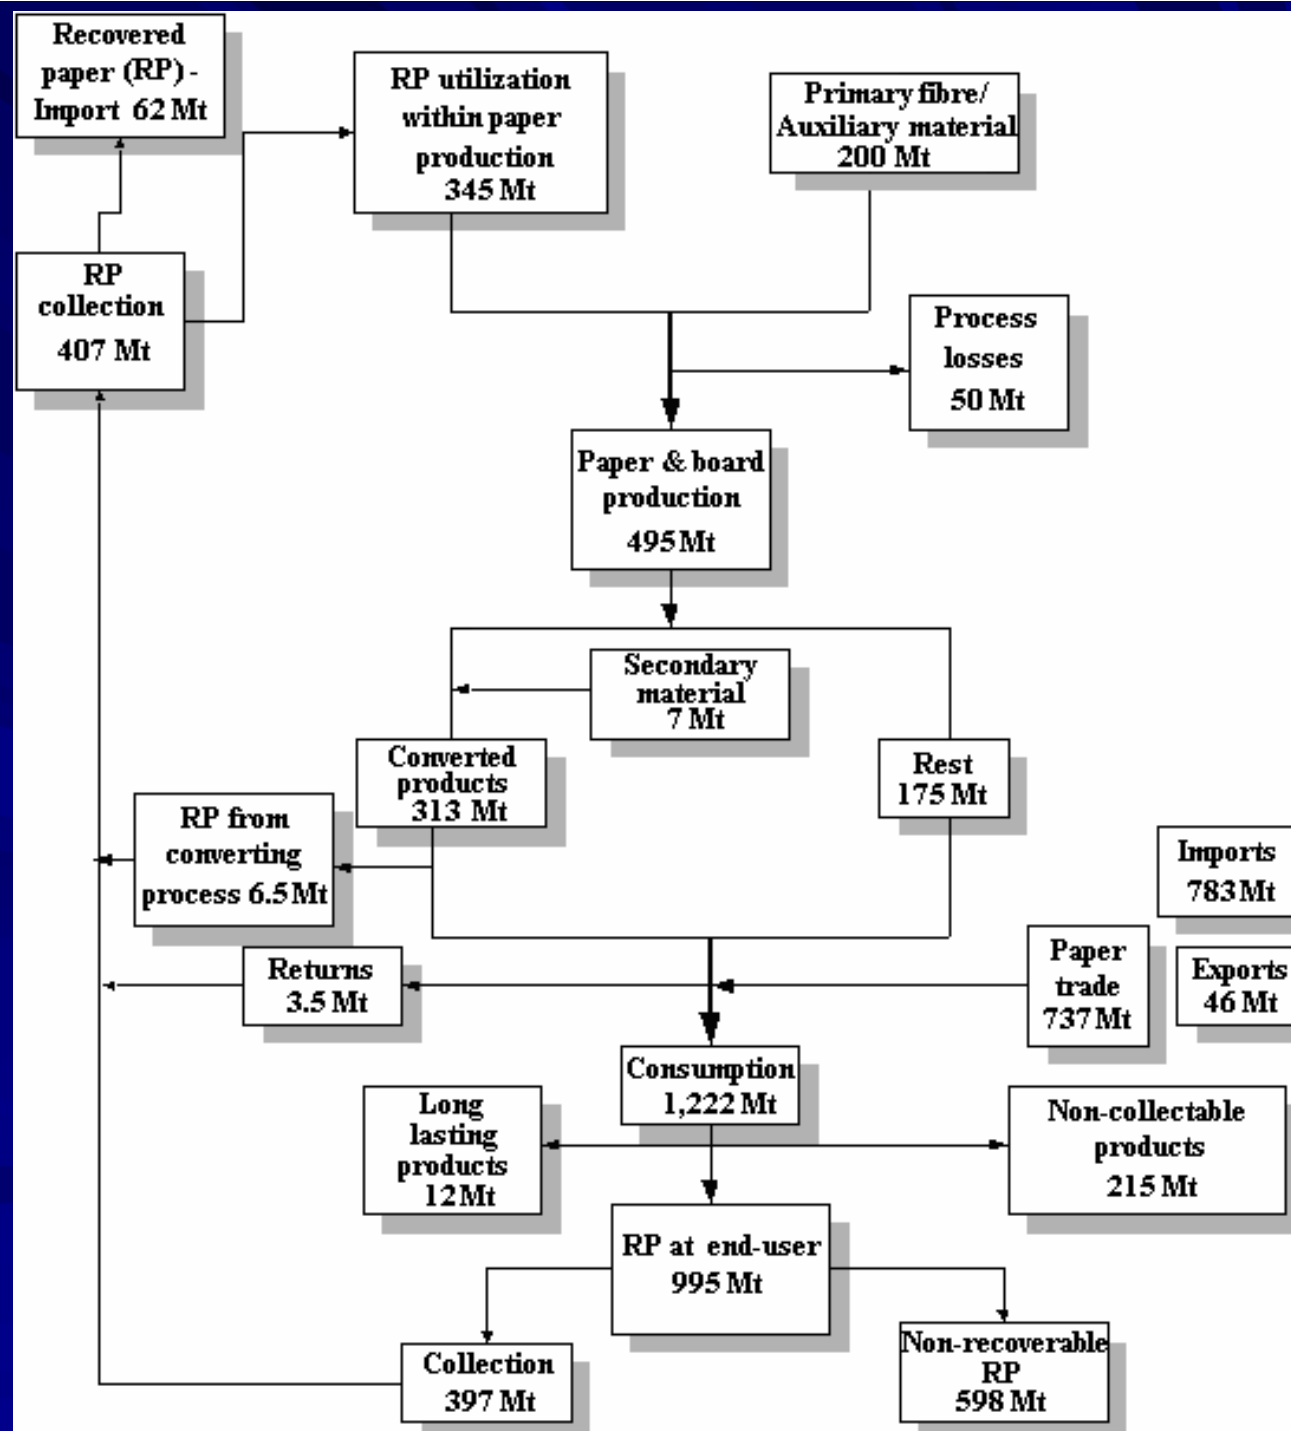 Recovered
paper (RP) -
Import 62 Mt
RP utilization
within paper
production
345 Mt
Primary fibre/
Auxiliary material
200 Mt
RP
collection
407 Mt
Process
losses
50 Mt
Paper & board
production
495 Mt
Secondary
material
7 Mt
Converted
products
313 Mt
Rest
175 Mt
RP from
converting
process 6.5 Mt
Imports
783 Mt
Returns
3.5 Mt
Paper
trade
737 Mt
Exports
46 Mt
Consumption
1,222 Mt
Long
lasting
products
12 Mt
Non-collectable
products
215 Mt
RP at end-user
995 Mt
Collection
397 Mt
Non-recoverable
RP
598 Mt